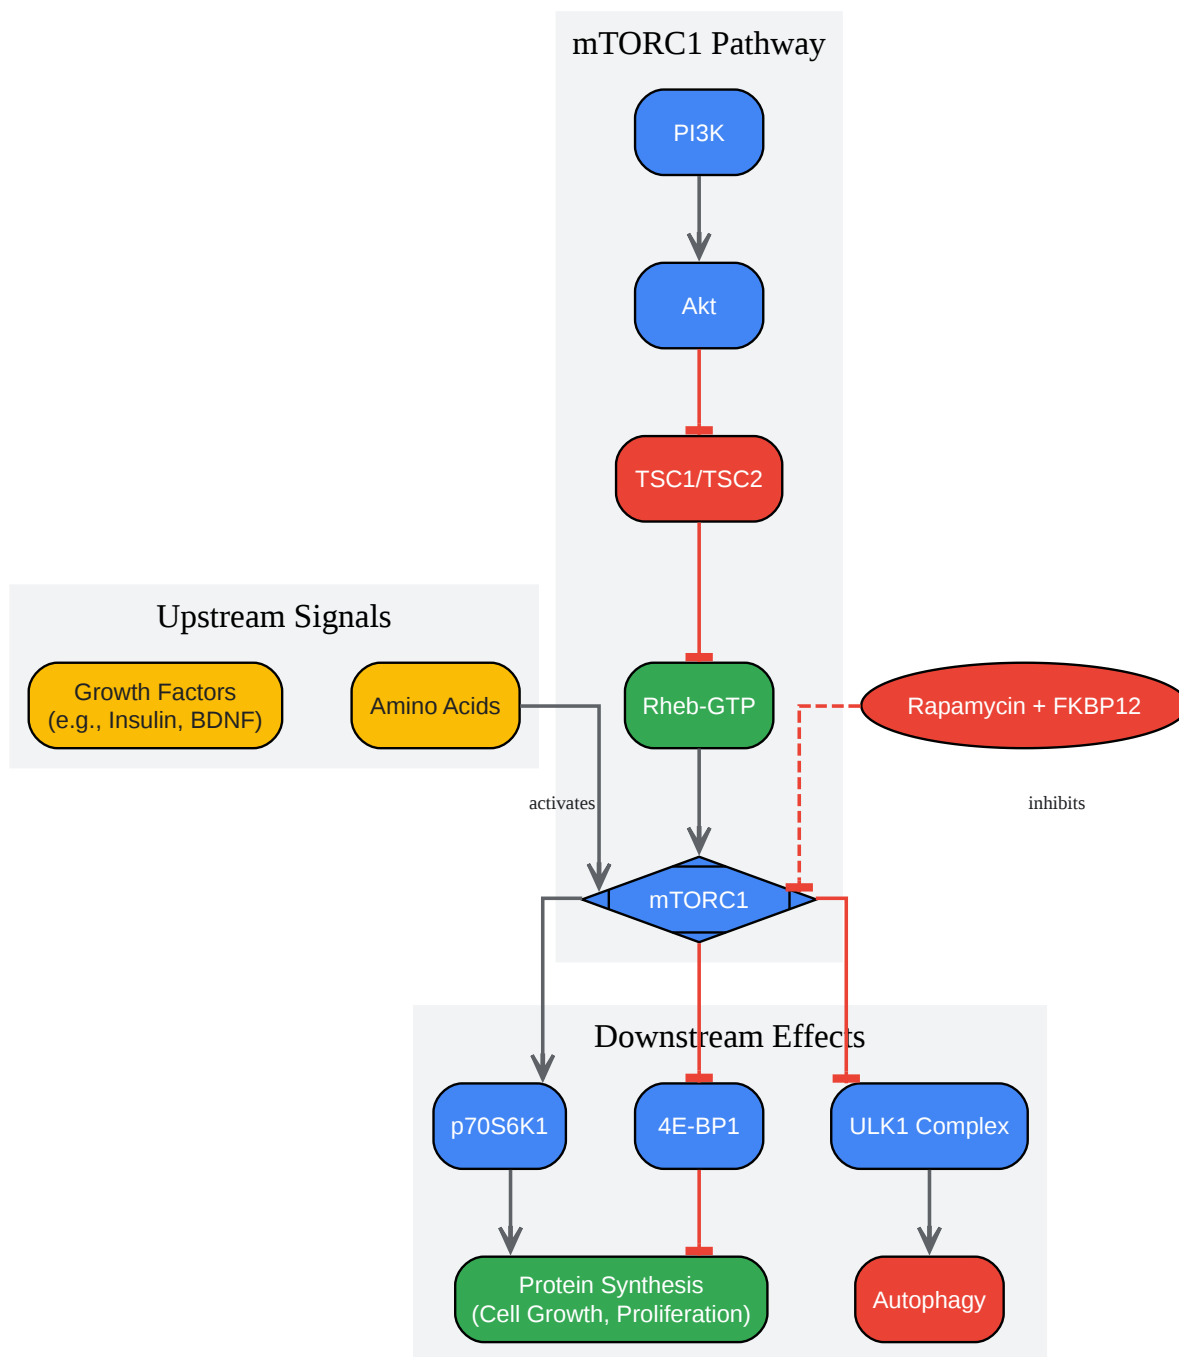 mTORC1 Pathway
PI3K
Akt
TSC1/TSC2
Upstream Signals
Growth Factors
(e.g., Insulin, BDNF)
Amino Acids
Rheb-GTP
Rapamycin + FKBP12
activates
inhibits
mTORC1
Downstream Effects
p70S6K1
4E-BP1
ULK1 Complex
Protein Synthesis
(Cell Growth, Proliferation)
Autophagy